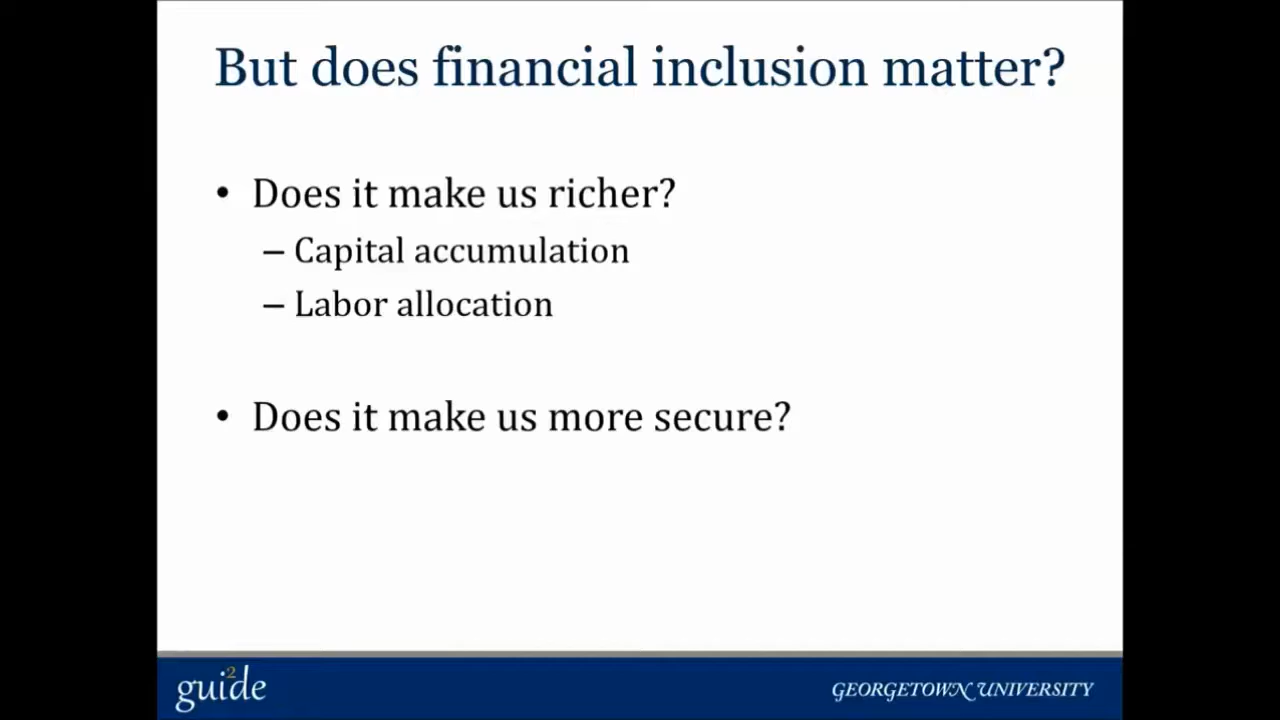 But does financial inclusion matter?
• Does it make us richer?
– Capital accumulation
– Labor allocation
• Does it make us more secure?
gui²de
GEORGETOWN UNIVERSITY